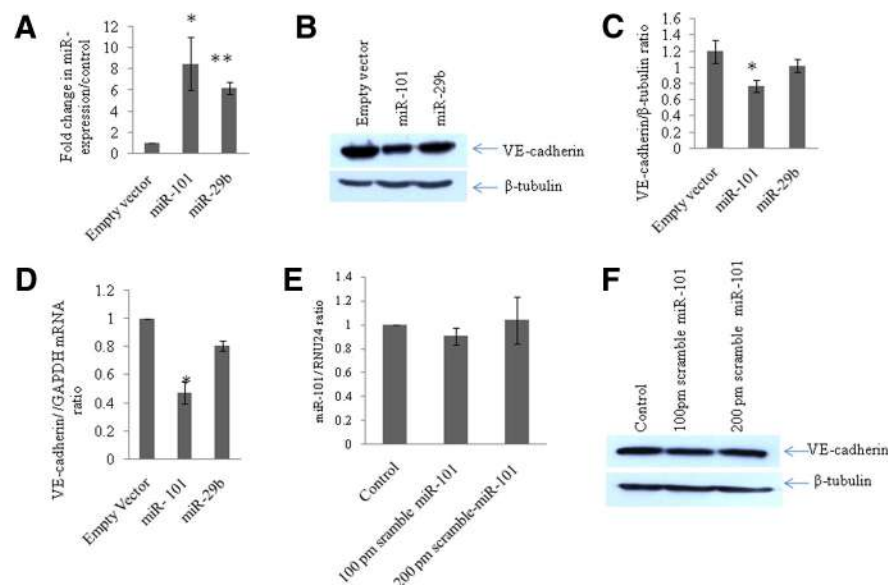 A
Fold change in miR-
expression/control
12
10
8
6
4
2
0
*
**
Empty vector
miR-101
miR-29b
B
Empty vector
miR-101
miR-29b
VE-cadherin
β-tubulin
C
VE-cadherin/β-tubulin ratio
1.6
1.4
1.2
1
0.8
0.6
0.4
0.2
0
*
Empty vector
miR-101
miR-29b
D
VE-cadherin//GAPDH mRNA
ratio
1.2
1
0.8
0.6
0.4
0.2
0
*
Empty Vector
miR- 101
miR-29b
E
miR-101/RNU24 ratio
1.4
1.2
1
0.8
0.6
0.4
0.2
0
Control
100 pm sramble miR-101
200 pm scramble-miR-101
F
Control
100pm scramble miR-101
200 pm scramble miR-101
VE-cadherin
β-tubulin